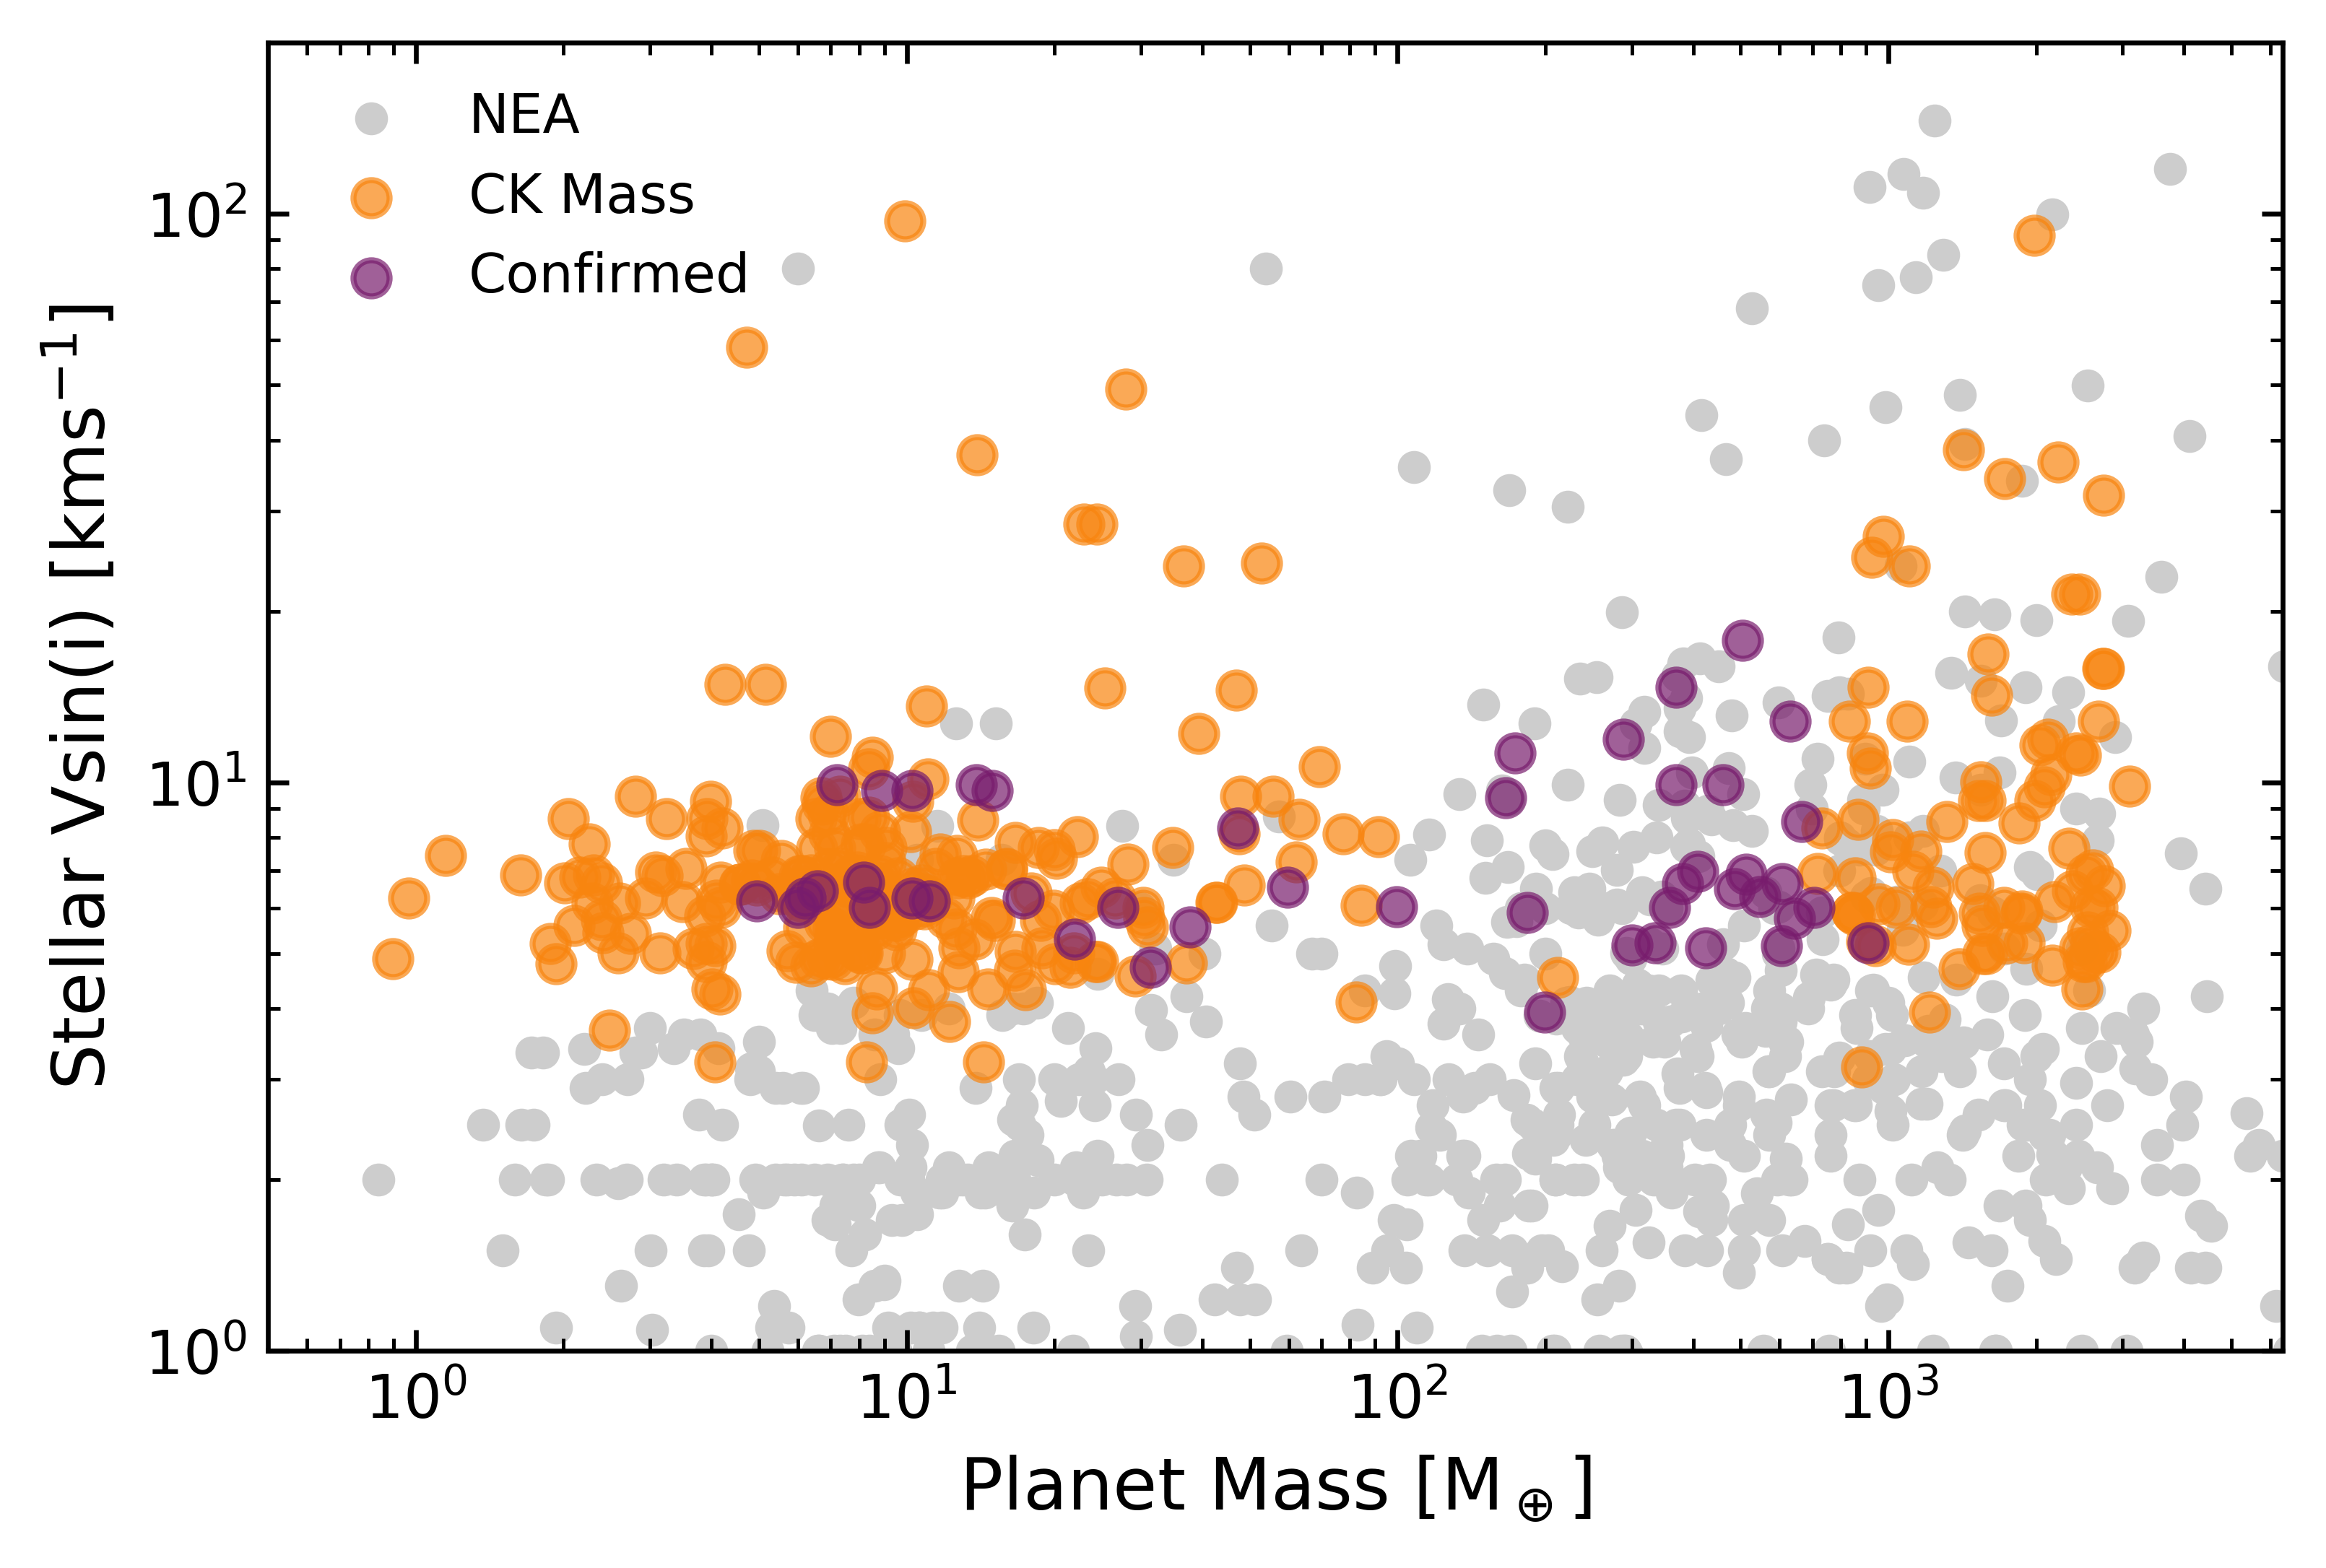 NEA
CK Mass
Confirmed
Stellar Vsin(i) [kms⁻¹]
10²
10¹
10⁰
10⁰ 10¹ 10² 10³
Planet Mass [M⊕]